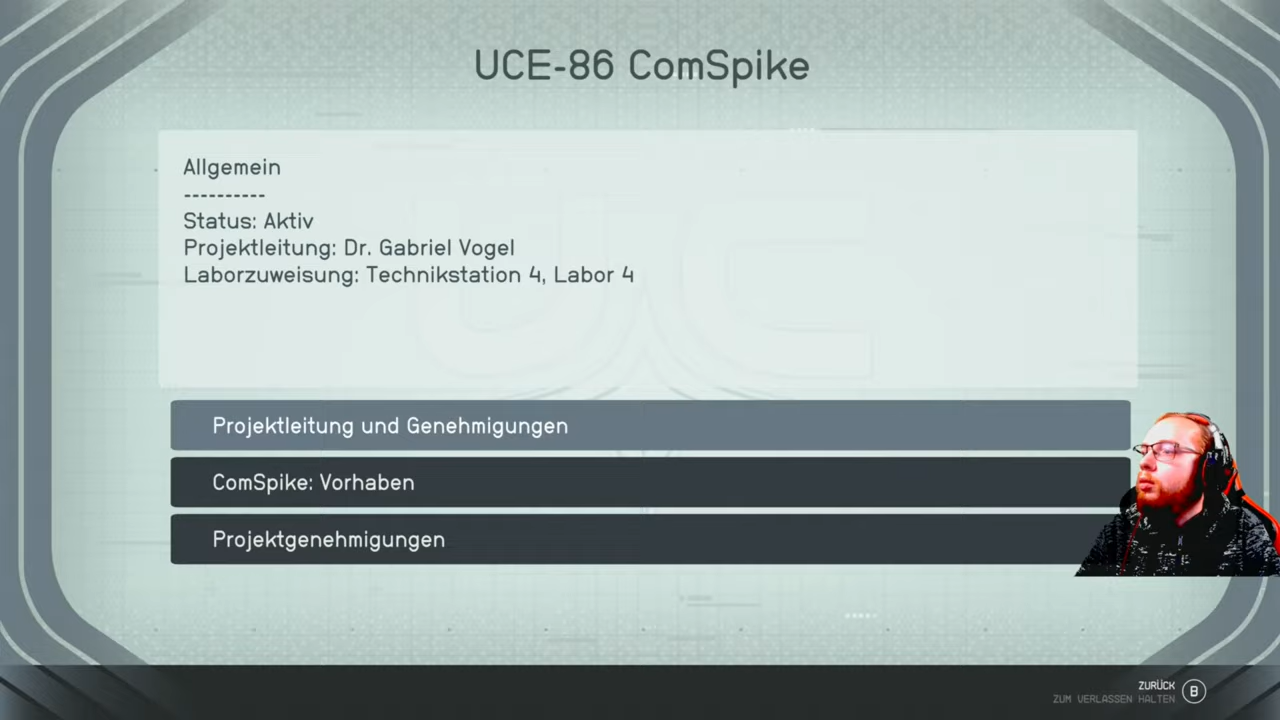 UCE-86 ComSpike
Allgemein
----------
Status: Aktiv
Projektleitung: Dr. Gabriel Vogel
Laborzuweisung: Technikstation 4, Labor 4
Projektleitung und Genehmigungen
ComSpike: Vorhaben
Projektgenehmigungen
ZURÜCK
ZUM VERLASSEN HALTEN
B